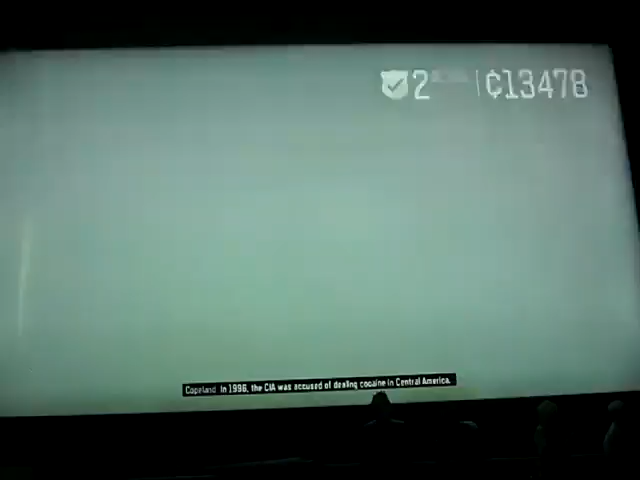 2 ¢13478
Copeland In 1996, the CIA was accused of dealing cocaine in Central America.